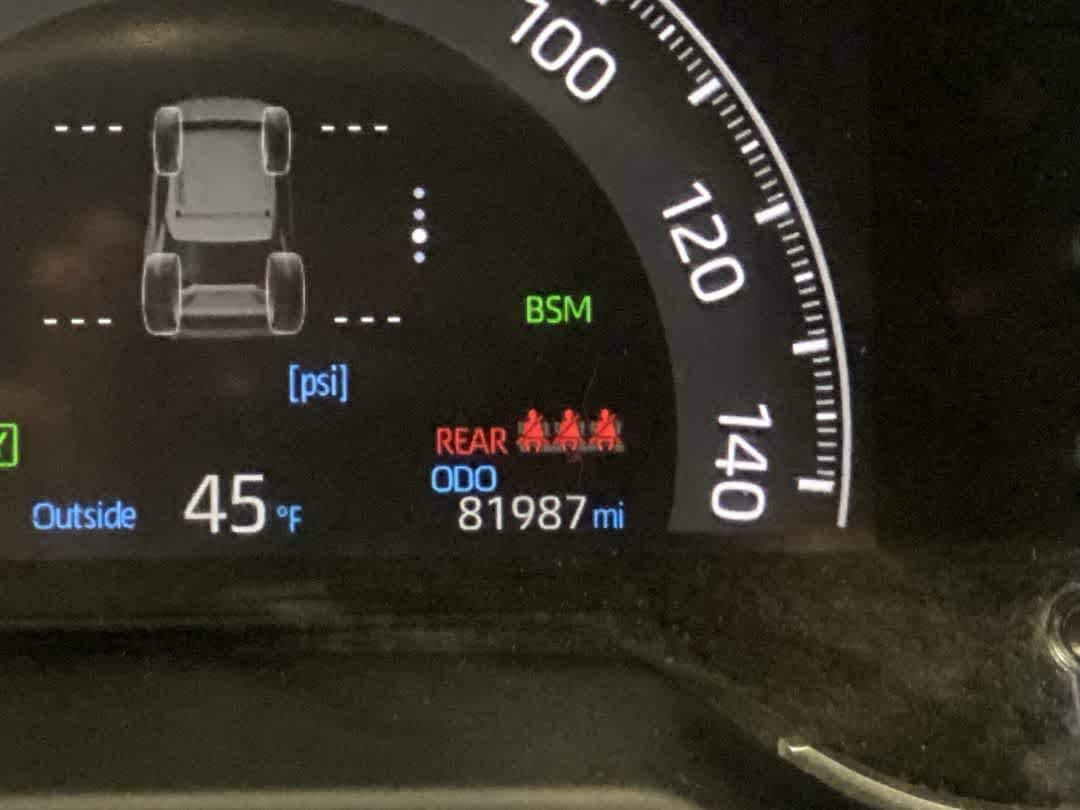 100
--- ---
120
BSM
--- ---
[psi]
140
REAR
ODO
Outside 45 °F 81987 mi